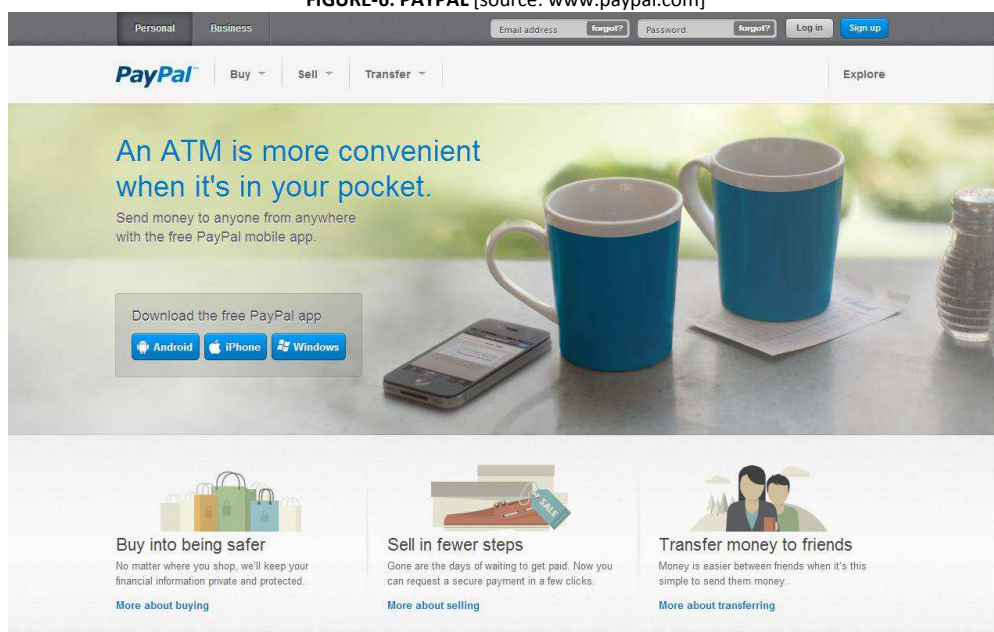 FIGURE-6: PAYPAL [source: www.paypal.com]
Personal Business Email address forgot? Password forgot? Log in Sign up
PayPal™ Buy Sell Transfer Explore
An ATM is more convenient
when it's in your pocket.
Send money to anyone from anywhere
with the free PayPal mobile app.
Download the free PayPal app
Android iPhone Windows
SALE
Buy into being safer
No matter where you shop, we'll keep your
financial information private and protected.
More about buying
Sell in fewer steps
Gone are the days of waiting to get paid. Now you
can request a secure payment in a few clicks.
More about selling
Transfer money to friends
Money is easier between friends when it's this
simple to send them money.
More about transferring